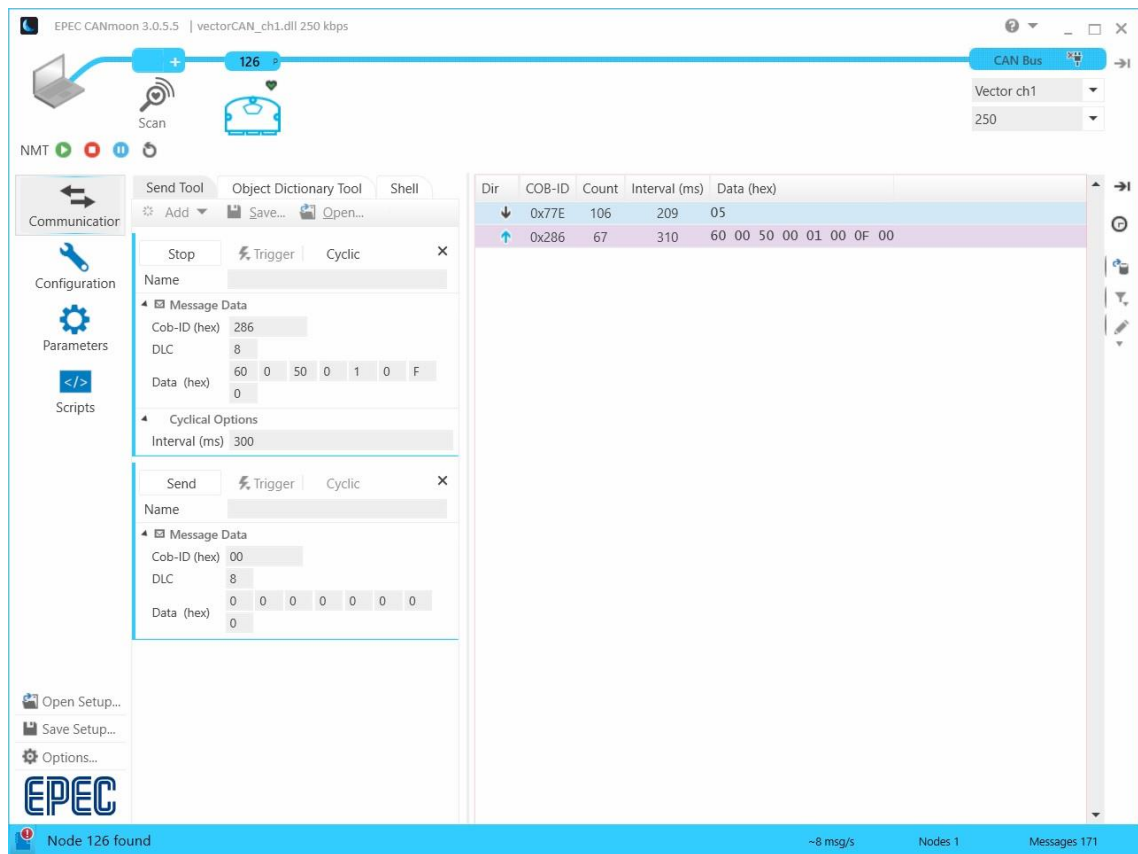 EPEC CANmoon 3.0.5.5 | vectorCAN_ch1.dll 250 kbps
126
CAN Bus
Scan
Vector ch1
250
NMT
Communication
Configuration
Parameters
Scripts
Send Tool Object Dictionary Tool Shell
Add Save... Open...
Stop Trigger Cyclic
Name
Message Data
Cob-ID (hex) 286
DLC 8
Data (hex) 60 0 50 0 1 0 F
0
Cyclical Options
Interval (ms) 300
Send Trigger Cyclic
Name
Message Data
Cob-ID (hex) 00
DLC 8
Data (hex) 0 0 0 0 0 0 0
0
Dir COB-ID Count Interval (ms) Data (hex)
0x77E 106 209 05
0x286 67 310 60 00 50 00 01 00 0F 00
Open Setup...
Save Setup...
Options...
EPEC
Node 126 found
~8 msg/s Nodes 1 Messages 171